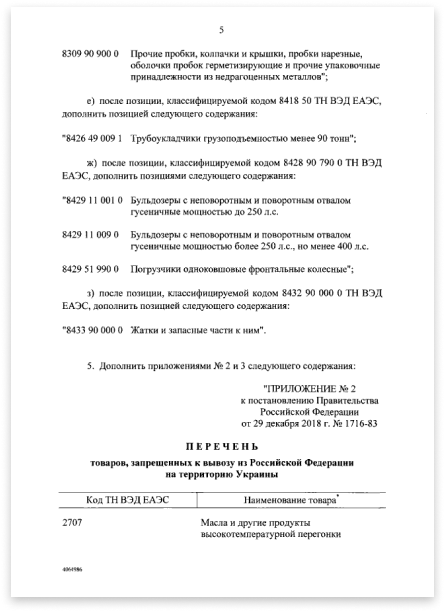 5
8309 90 900 0 Прочие пробки, колпачки и крышки, пробки нарезные,
оболочки пробок герметизирующие и прочие упаковочные
принадлежности из недрагоценных металлов";
е) после позиции, классифицируемой кодом 8418 50 ТН ВЭД ЕАЭС,
дополнить позицией следующего содержания:
"8426 49 009 1 Трубоукладчики грузоподъемностью менее 90 тонн";
ж) после позиции, классифицируемой кодом 8428 90 790 0 ТН ВЭД
ЕАЭС, дополнить позициями следующего содержания:
"8429 11 001 0 Бульдозеры с неповоротным и поворотным отвалом
гусеничные мощностью до 250 л.с.
8429 11 009 0 Бульдозеры с неповоротным и поворотным отвалом
гусеничные мощностью более 250 л.с., но менее 400 л.с.
8429 51 990 0 Погрузчики одноковшовые фронтальные колесные";
з) после позиции, классифицируемой кодом 8432 90 000 0 ТН ВЭД
ЕАЭС, дополнить позицией следующего содержания:
"8433 90 000 0 Жатки и запасные части к ним".
5. Дополнить приложениями № 2 и 3 следующего содержания:
"ПРИЛОЖЕНИЕ № 2
к постановлению Правительства
Российской Федерации
от 29 декабря 2018 г. № 1716-83
П Е Р Е Ч Е Н Ь
товаров, запрещенных к вывозу из Российской Федерации
на территорию Украины
Код ТН ВЭД ЕАЭС Наименование товара*
2707 Масла и другие продукты
высокотемпературной перегонки
4064986